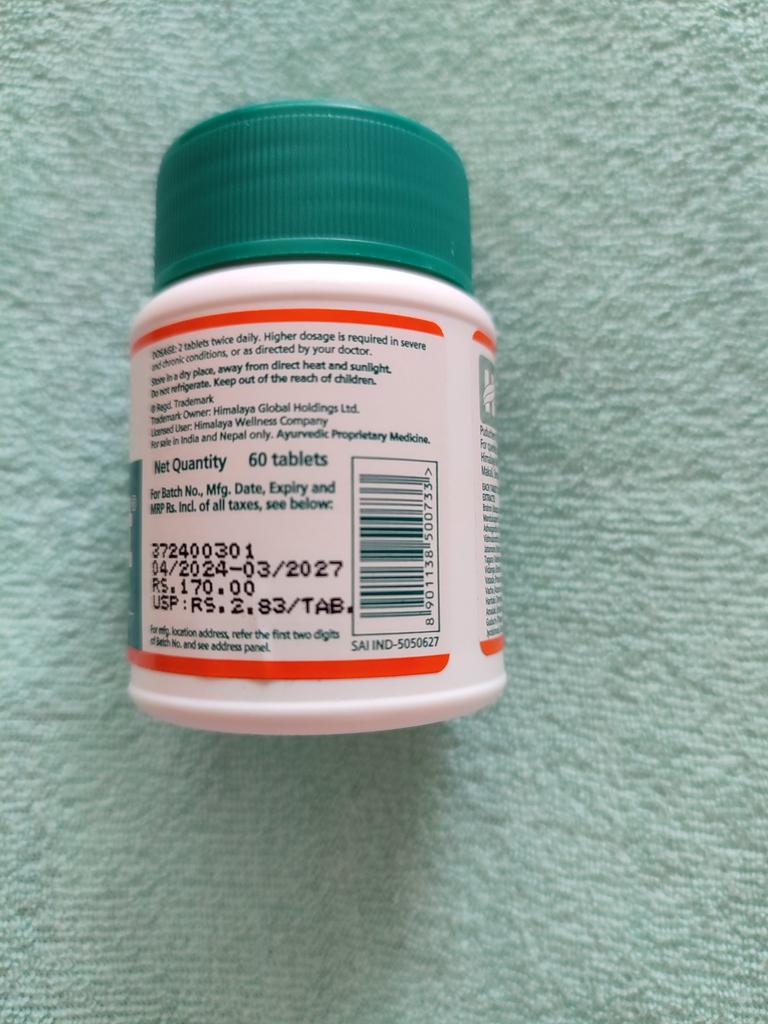 DOSAGE: 2 tablets twice daily. Higher dosage is required in severe
and chronic conditions, or as directed by your doctor.
Store in a dry place, away from direct heat and sunlight.
Do not refrigerate. Keep out of the reach of children.
® Regd. Trademark
Trademark Owner: Himalaya Global Holdings Ltd.
Licensed User: Himalaya Wellness Company
For sale in India and Nepal only. Ayurvedic Proprietary Medicine.
Net Quantity 60 tablets
For Batch No., Mfg. Date, Expiry and
MRP Rs. Incl. of all taxes, see below:
372400301
04/2024-03/2027
RS.170.00
USP:RS.2.83/TAB.
For mfg. location address, refer the first two digits
of Batch No. and see address panel.
8 901138 500733 >
SAI IND-5050627